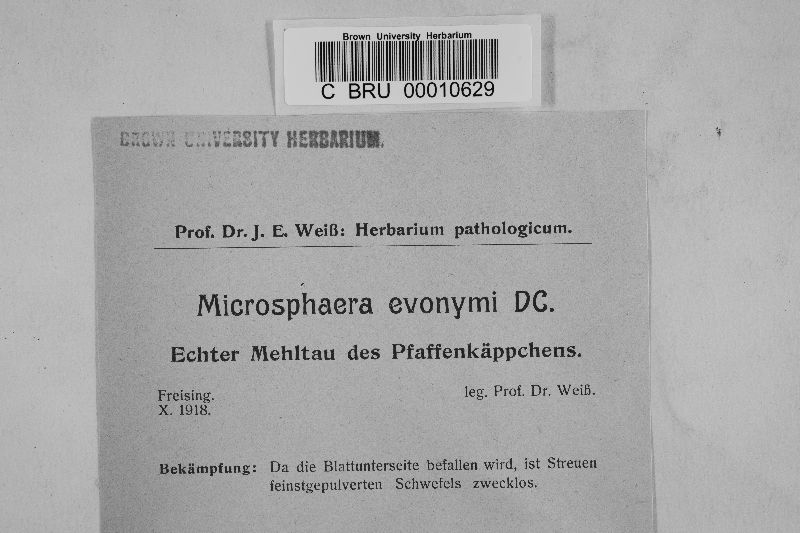 Brown University Herbarium
C BRU 00010629
BROWN UNIVERSITY HERBARIUM.
Prof. Dr. J. E. Weiß: Herbarium pathologicum.
Microsphaera evonymi DC.
Echter Mehltau des Pfaffenkäppchens.
Freising.
leg. Prof. Dr. Weiß.
X. 1918.
Bekämpfung: Da die Blattunterseite befallen wird, ist Streuen
feinstgepulverten Schwefels zwecklos.